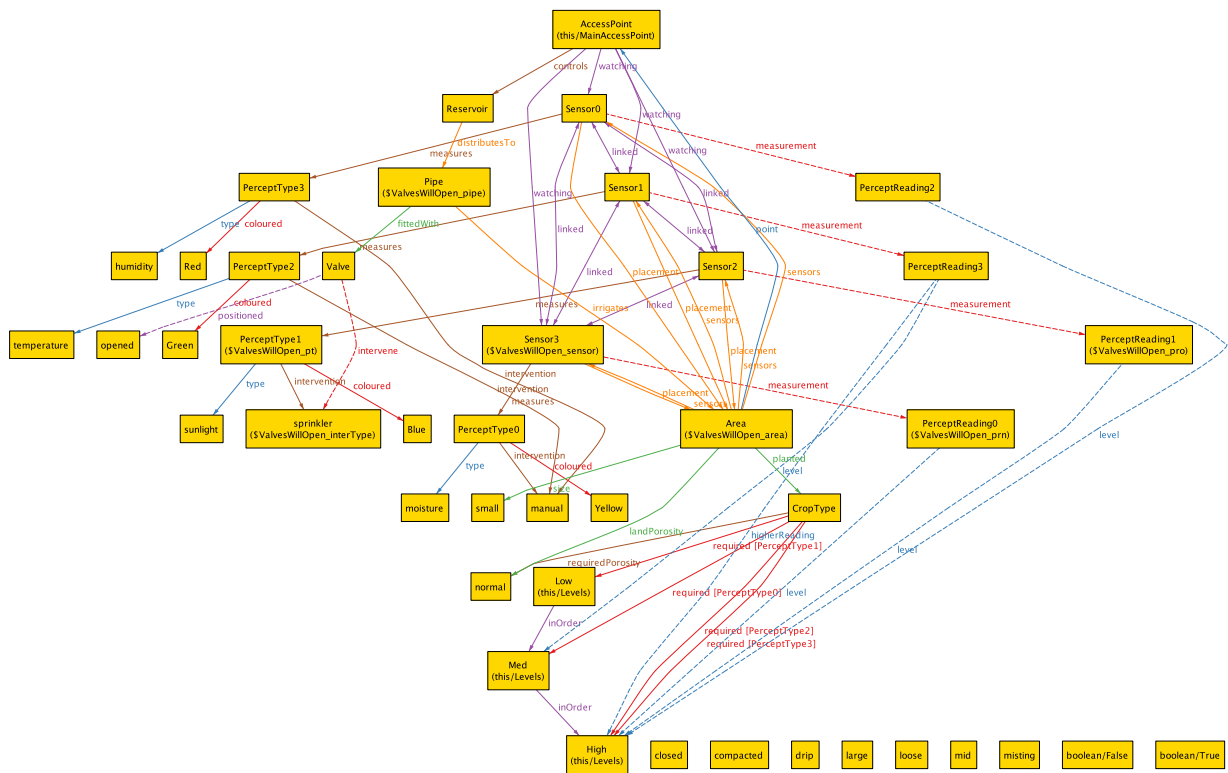 AccessPoint
(this/MainAccessPoint)
controls
watching
Reservoir
Sensor0
watching
distributesTo
measurement
measures
linked
watching
PerceptType3
Pipe
($ValvesWillOpen_pipe)
Sensor1
PerceptReading2
watching
linked
type
coloured
fittedWith
linked
linked
point
measurement
measures
humidity
Red
PerceptType2
Valve
linked
placement
Sensor2
sensors
PerceptReading3
type
coloured
positioned
measures
irrigates
linked
placement
sensors
measurement
temperature
opened
Green
PerceptType1
($ValvesWillOpen_pt)
intervene
Sensor3
($ValvesWillOpen_sensor)
placement
sensors
PerceptReading1
($ValvesWillOpen_pro)
type
intervention
coloured
intervention
intervention
measures
placement
sensors
measurement
sunlight
sprinkler
($ValvesWillOpen_interType)
Blue
PerceptType0
Area
($ValvesWillOpen_area)
PerceptReading0
($ValvesWillOpen_prn)
level
type
intervention
coloured
planted
level
size
moisture
small
manual
Yellow
CropType
landPorosity
higherReading
required [PerceptType1]
level
requiredPorosity
normal
Low
(this/Levels)
required [PerceptType0]
level
inOrder
required [PerceptType2]
required [PerceptType3]
Med
(this/Levels)
inOrder
High
(this/Levels)
closed
compacted
drip
large
loose
mid
misting
boolean/False
boolean/True